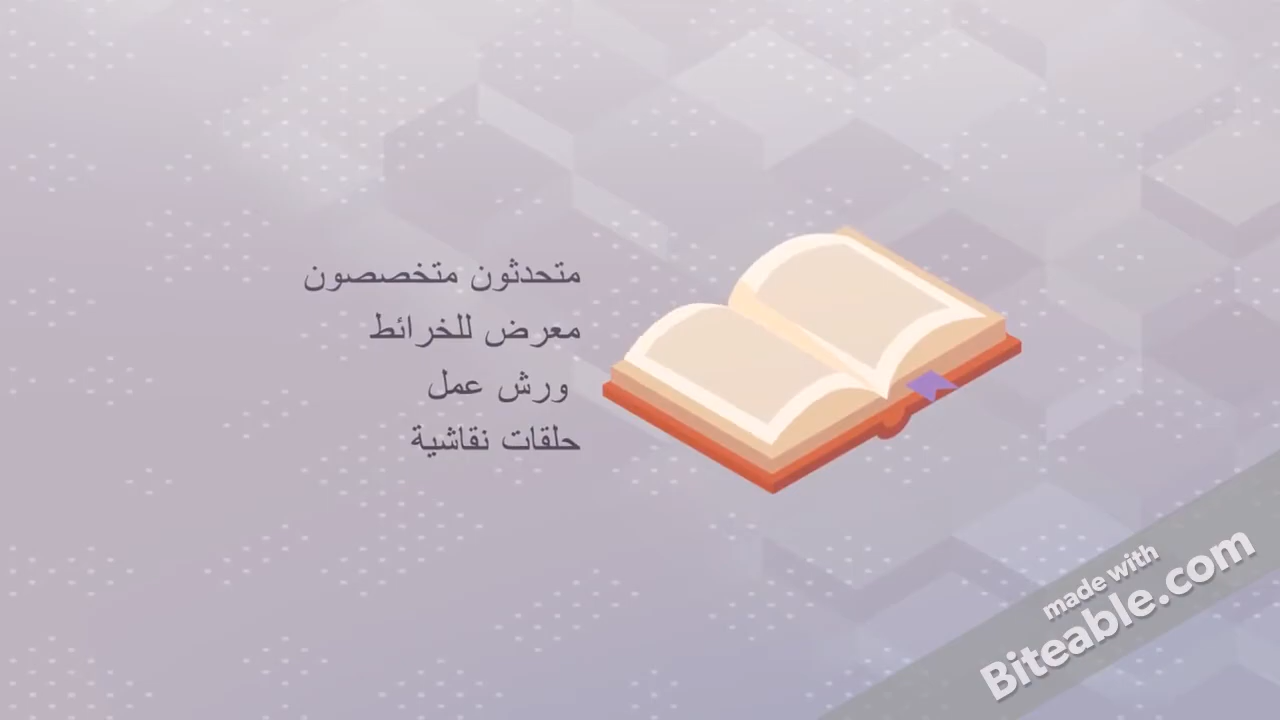 متحدثون متخصصون
معرض للخرائط
ورش عمل
حلقات نقاشية
made with
Biteable.com